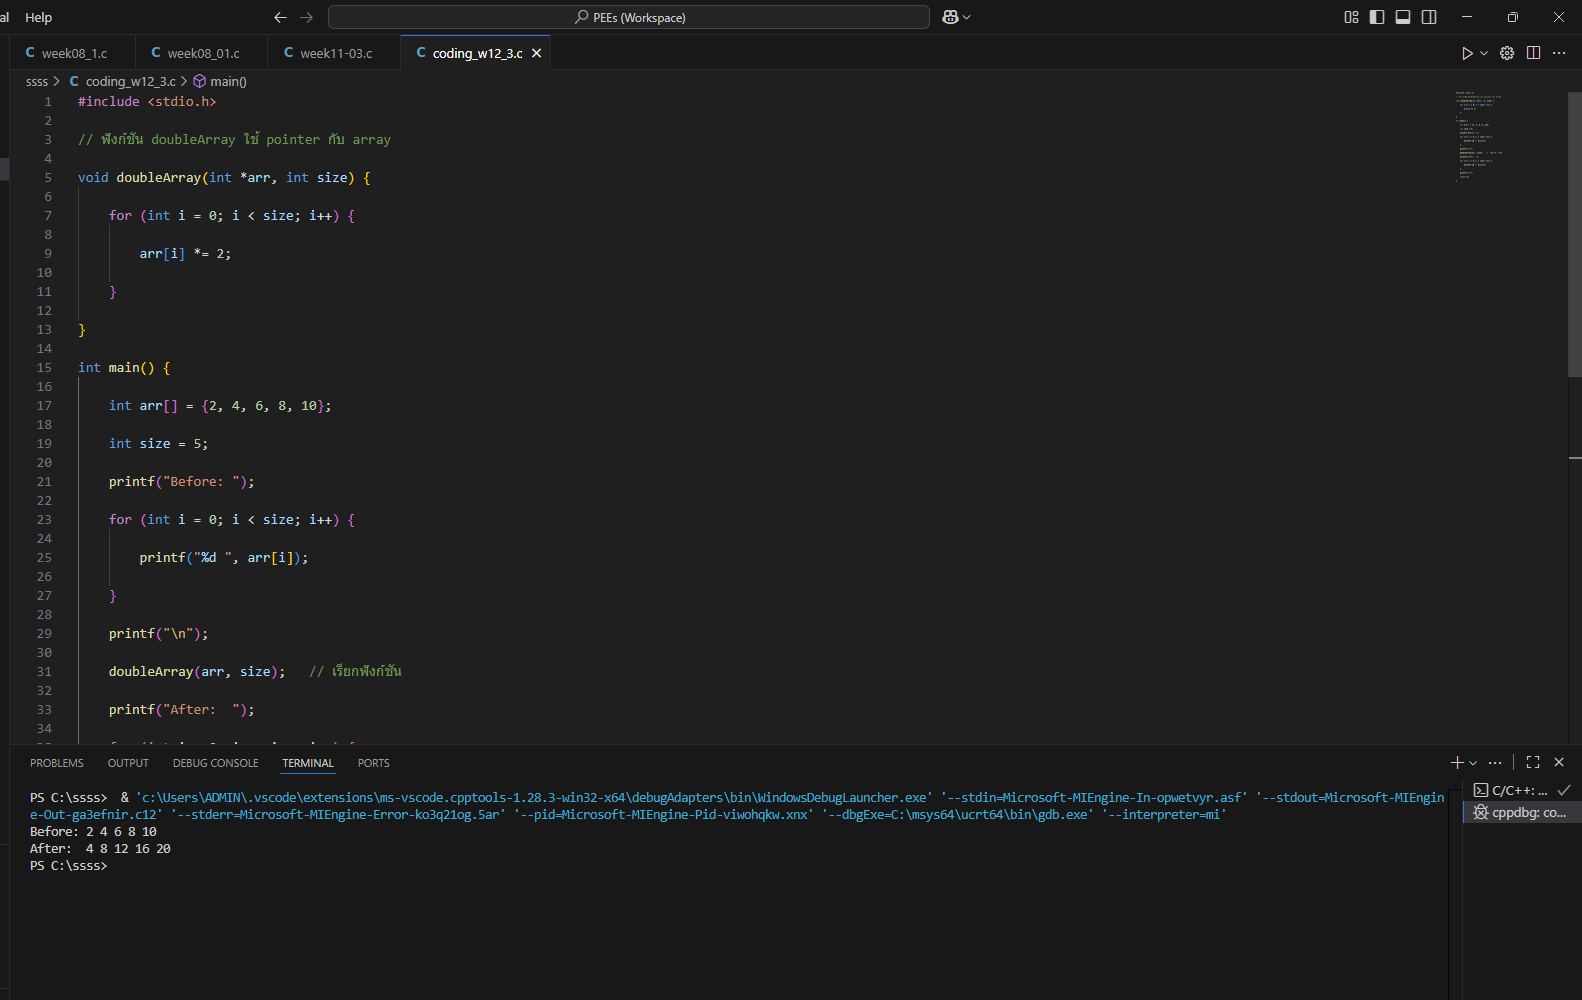 al Help PEEs (Workspace)
week08_1.c week08_01.c week11-03.c coding_w12_3.c
ssss > C coding_w12_3.c > main()
1 #include <stdio.h>
2
3 // ฟังก์ชัน doubleArray ใช้ pointer กับ array
4
5 void doubleArray(int *arr, int size) {
6
7 for (int i = 0; i < size; i++) {
8
9 arr[i] *= 2;
10
11 }
12
13 }
14
15 int main() {
16
17 int arr[] = {2, 4, 6, 8, 10};
18
19 int size = 5;
20
21 printf("Before: ");
22
23 for (int i = 0; i < size; i++) {
24
25 printf("%d ", arr[i]);
26
27 }
28
29 printf("\n");
30
31 doubleArray(arr, size);   // เรียกฟังก์ชัน
32
33 printf("After:  ");
34
PROBLEMS OUTPUT DEBUG CONSOLE TERMINAL PORTS
PS C:\ssss>  & 'c:\Users\ADMIN\.vscode\extensions\ms-vscode.cpptools-1.28.3-win32-x64\debugAdapters\bin\WindowsDebugLauncher.exe' '--stdin=Microsoft-MIEngine-In-opwetvyr.asf' '--stdout=Microsoft-MIEngin
e-Out-ga3efnir.c12' '--stderr=Microsoft-MIEngine-Error-ko3q21og.5ar' '--pid=Microsoft-MIEngine-Pid-viwohqkw.xnx' '--dbgExe=C:\msys64\ucrt64\bin\gdb.exe' '--interpreter=mi'
Before: 2 4 6 8 10
After:  4 8 12 16 20
PS C:\ssss>
C/C++: ...
cppdbg: co...